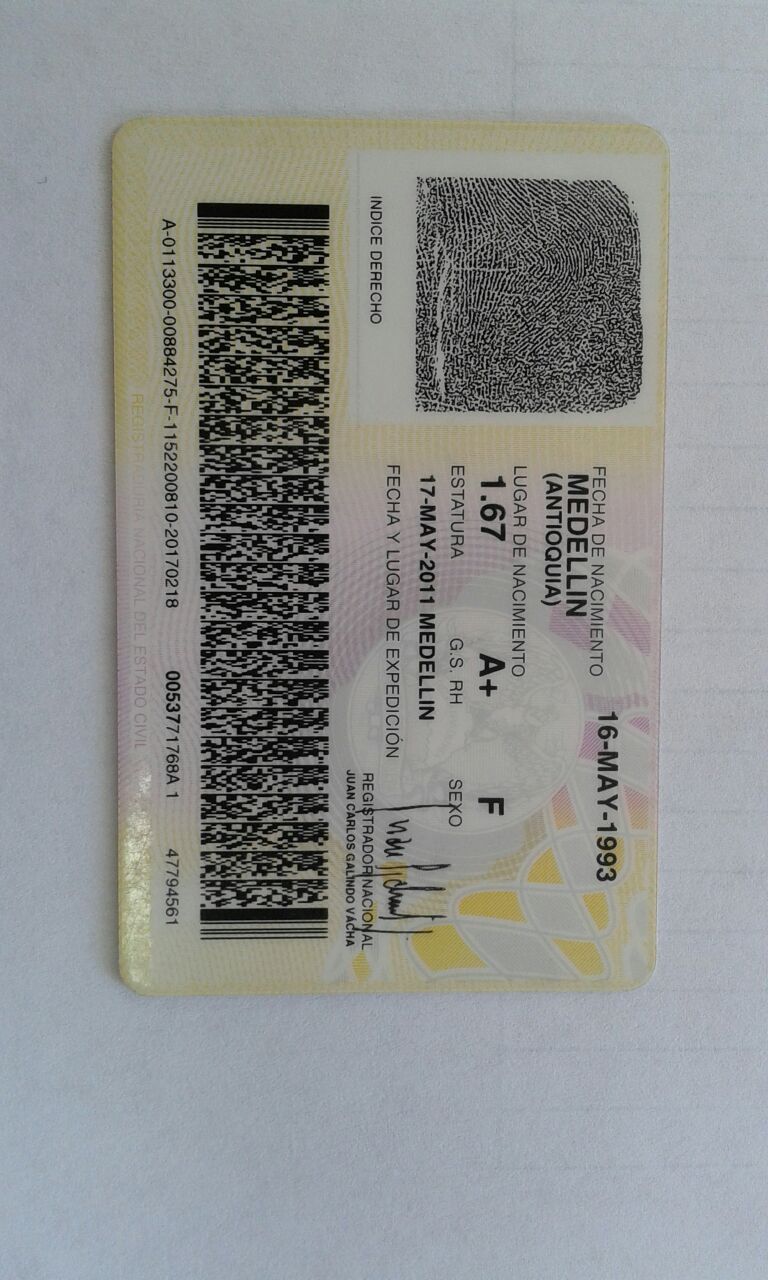 FECHA DE NACIMIENTO 16-MAY-1993
MEDELLIN
(ANTIOQUIA)
LUGAR DE NACIMIENTO
1.67 A+ F
ESTATURA G.S. RH SEXO
17-MAY-2011 MEDELLIN
FECHA Y LUGAR DE EXPEDICIÓN
INDICE DERECHO
REGISTRADOR NACIONAL
JUAN CARLOS GALINDO VÁCHA
A-0113300-00884275-F-1152200810-20170218 0053771768A 1 47794561
REGISTRADURIA NACIONAL DEL ESTADO CIVIL